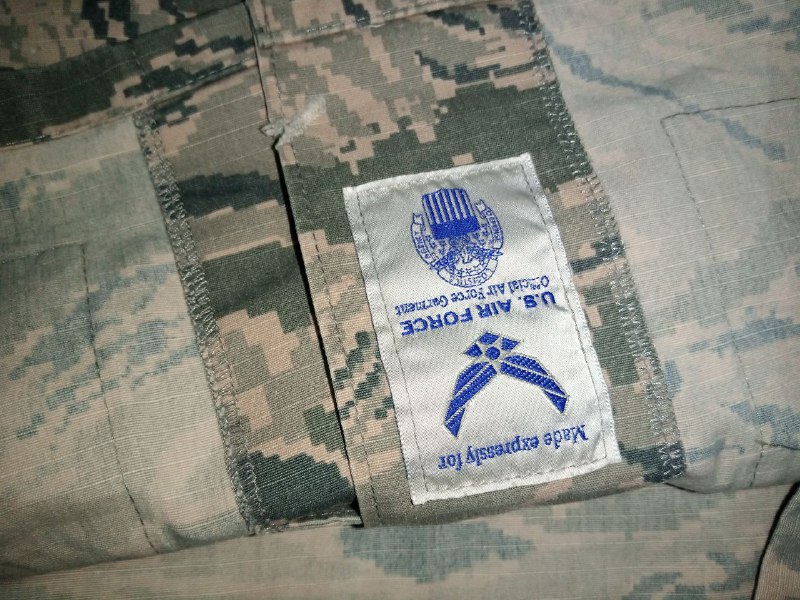 Made expressly for
U.S. AIR FORCE
Official Air Force Garment